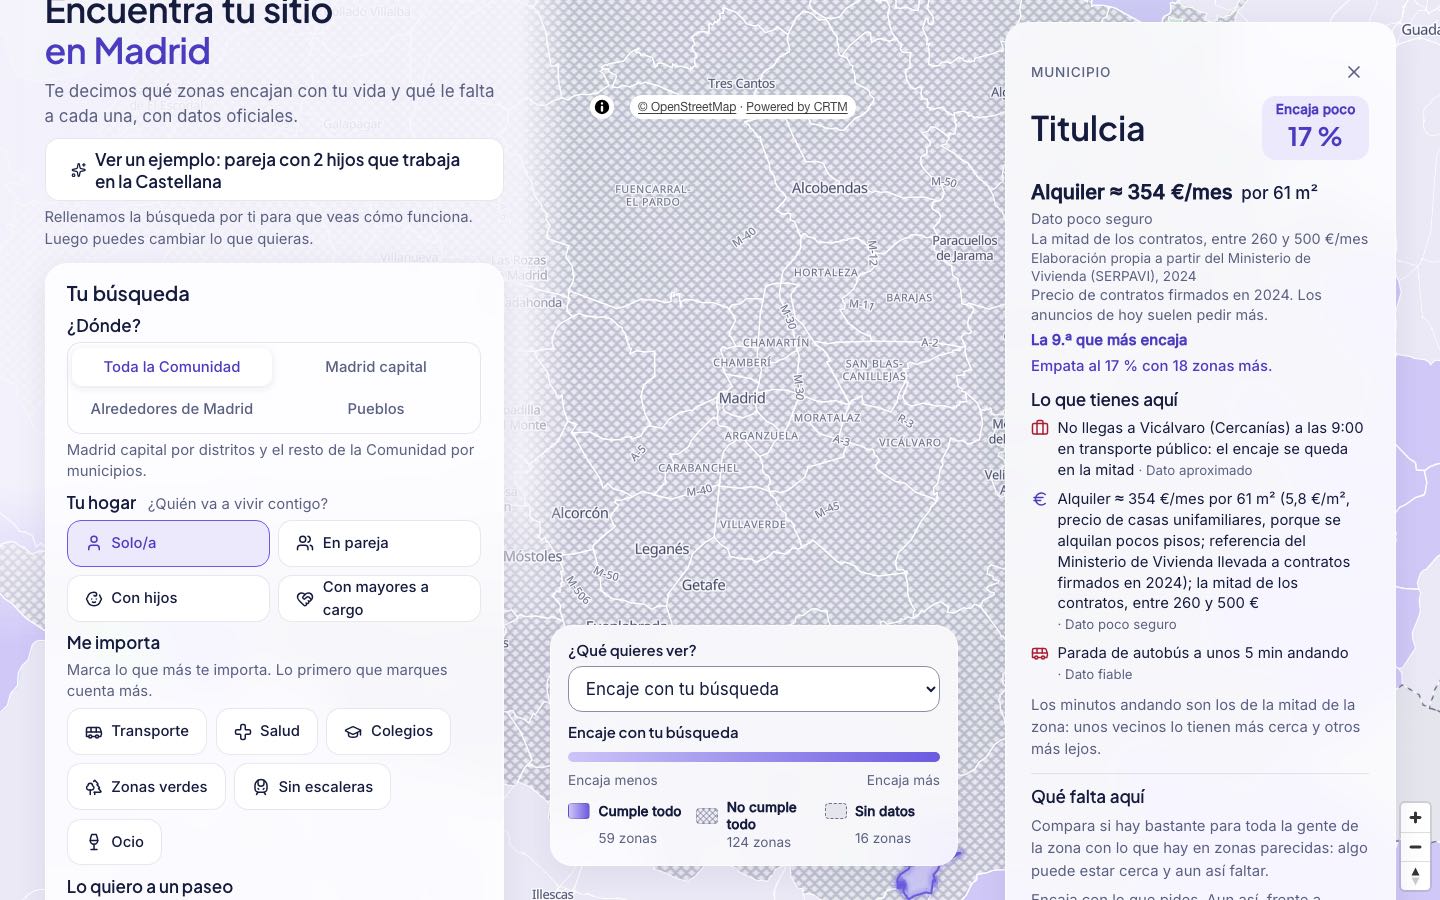 Encuentra tu sitio
en Madrid
Te decimos qué zonas encajan con tu vida y qué le falta
a cada una, con datos oficiales.
Ver un ejemplo: pareja con 2 hijos que trabaja
en la Castellana
Rellenamos la búsqueda por ti para que veas cómo funciona.
Luego puedes cambiar lo que quieras.
Tu búsqueda
¿Dónde?
Toda la Comunidad
Madrid capital
Alrededores de Madrid
Pueblos
Madrid capital por distritos y el resto de la Comunidad por
municipios.
Tu hogar ¿Quién va a vivir contigo?
Solo/a
En pareja
Con hijos
Con mayores a
cargo
Me importa
Marca lo que más te importa. Lo primero que marques
cuenta más.
Transporte
Salud
Colegios
Zonas verdes
Sin escaleras
Ocio
Lo quiero a un paseo
Galapagar
Villanueva
Las Rozas
Madrid
Tres Cantos
© OpenStreetMap · Powered by CRTM
FUENCARRAL-
EL PARDO
Alcobendas
M-50
M-40
M-12
Paracuellos
de Jarama
HORTALEZA
BARAJAS
M-30
M-11
CHAMARTÍN
A-2
CHAMBERÍ
SAN BLAS-
CANILLEJAS
M-30
Madrid
MORATALAZ
R-3
ARGANZUELA
A-3
VICÁLVARO
A-5
CARABANCHEL
M-40
Alcorcón
VILLAVERDE
M-45
Móstoles
Leganés
M-50
Getafe
M-506
Illescas
¿Qué quieres ver?
Encaje con tu búsqueda
Encaje con tu búsqueda
Encaja menos
Encaja más
Cumple todo
59 zonas
No cumple
todo
124 zonas
Sin datos
16 zonas
MUNICIPIO
Titulcia
Encaja poco
17 %
Alquiler ≈ 354 €/mes por 61 m²
Dato poco seguro
La mitad de los contratos, entre 260 y 500 €/mes
Elaboración propia a partir del Ministerio de
Vivienda (SERPAVI), 2024
Precio de contratos firmados en 2024. Los
anuncios de hoy suelen pedir más.
La 9.ª que más encaja
Empata al 17 % con 18 zonas más.
Lo que tienes aquí
No llegas a Vicálvaro (Cercanías) a las 9:00
en transporte público: el encaje se queda
en la mitad · Dato aproximado
Alquiler ≈ 354 €/mes por 61 m² (5,8 €/m²,
precio de casas unifamiliares, porque se
alquilan pocos pisos; referencia del
Ministerio de Vivienda llevada a contratos
firmados en 2024); la mitad de los
contratos, entre 260 y 500 €
· Dato poco seguro
Parada de autobús a unos 5 min andando
· Dato fiable
Los minutos andando son los de la mitad de la
zona: unos vecinos lo tienen más cerca y otros
más lejos.
Qué falta aquí
Compara si hay bastante para toda la gente de
la zona con lo que hay en zonas parecidas: algo
puede estar cerca y aun así faltar.
Encaja con lo que pides. Aun así, frente a